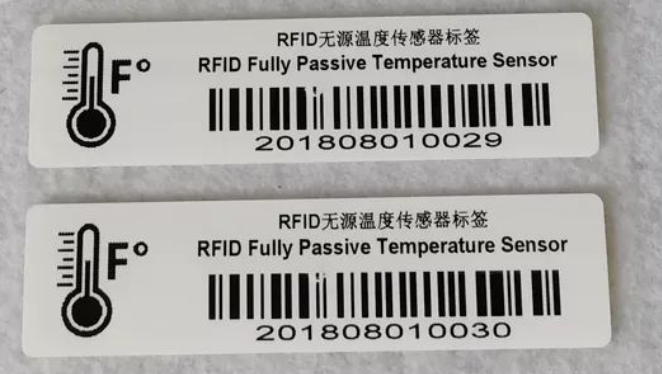 RFID无源温度传感器标签
F° RFID Fully Passive Temperature Sensor
201808010029
RFID无源温度传感器标签
F° RFID Fully Passive Temperature Sensor
201808010030